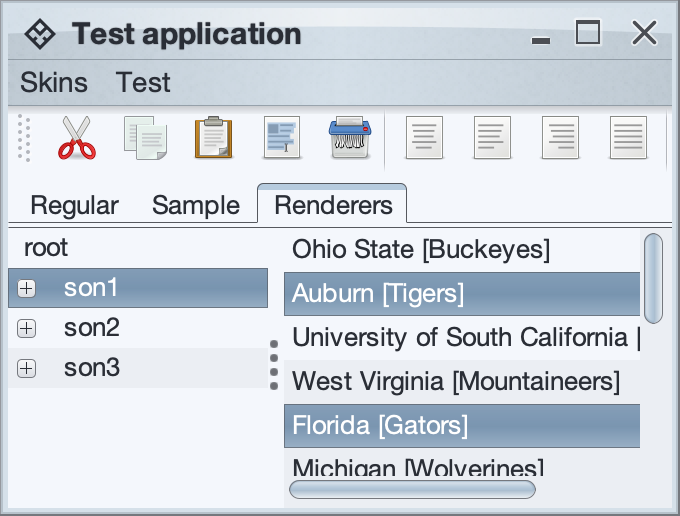 Test application
Skins Test
Regular Sample Renderers
root
son1
son2
son3
Ohio State [Buckeyes]
Auburn [Tigers]
University of South California [
West Virginia [Mountaineers]
Florida [Gators]
Michigan [Wolverines]